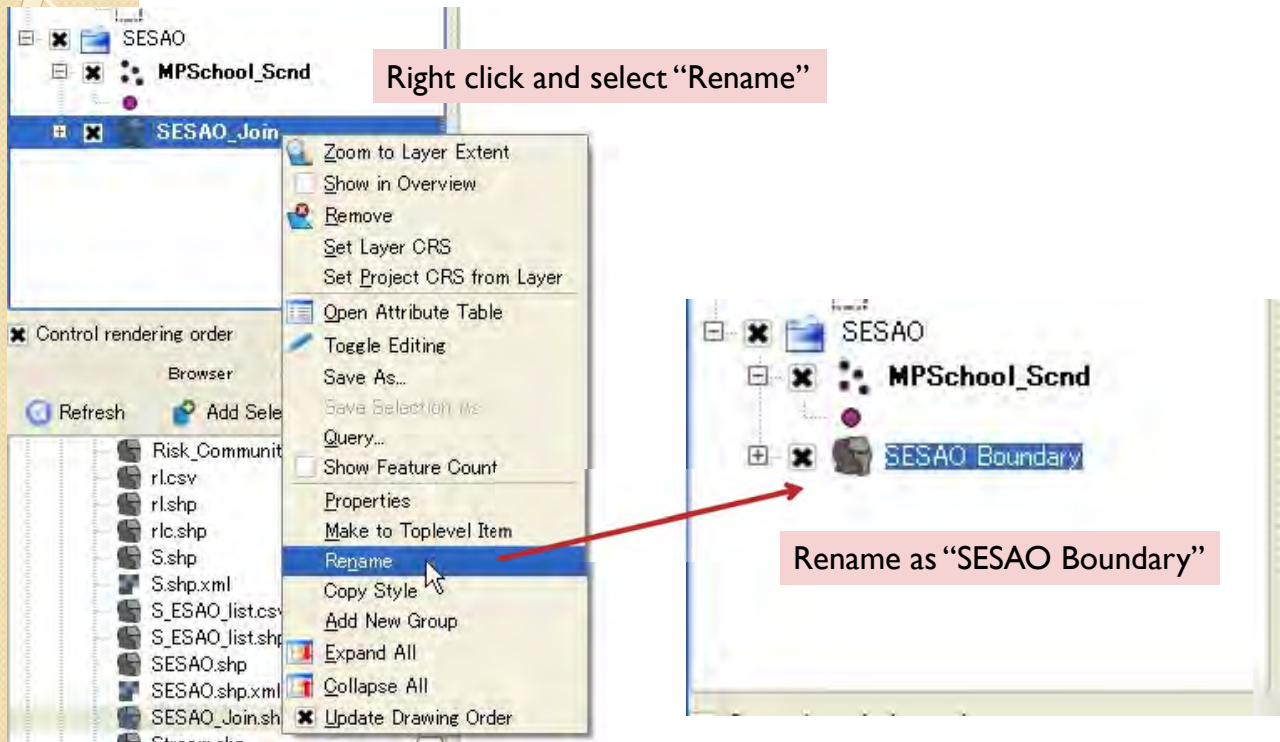 SESAO
MPSchool_Scnd
Right click and select “Rename”
SESAO_Join
Zoom to Layer Extent
Show in Overview
Remove
Set Layer CRS
Set Project CRS from Layer
Open Attribute Table
Toggle Editing
Save As...
Save Selection As
Query...
Show Feature Count
Properties
Make to Toplevel Item
Rename
Copy Style
Add New Group
Expand All
Collapse All
Update Drawing Order
Control rendering order
Browser
Refresh
Add Sele
Risk_Communit
rl.csv
rl.shp
rlc.shp
S.shp
S.shp.xml
S_ESAO_list.csv
S_ESAO_list.shp
SESAO.shp
SESAO.shp.xml
SESAO_Join.sh
SESAO
MPSchool_Scnd
SESAO Boundary
Rename as “SESAO Boundary”